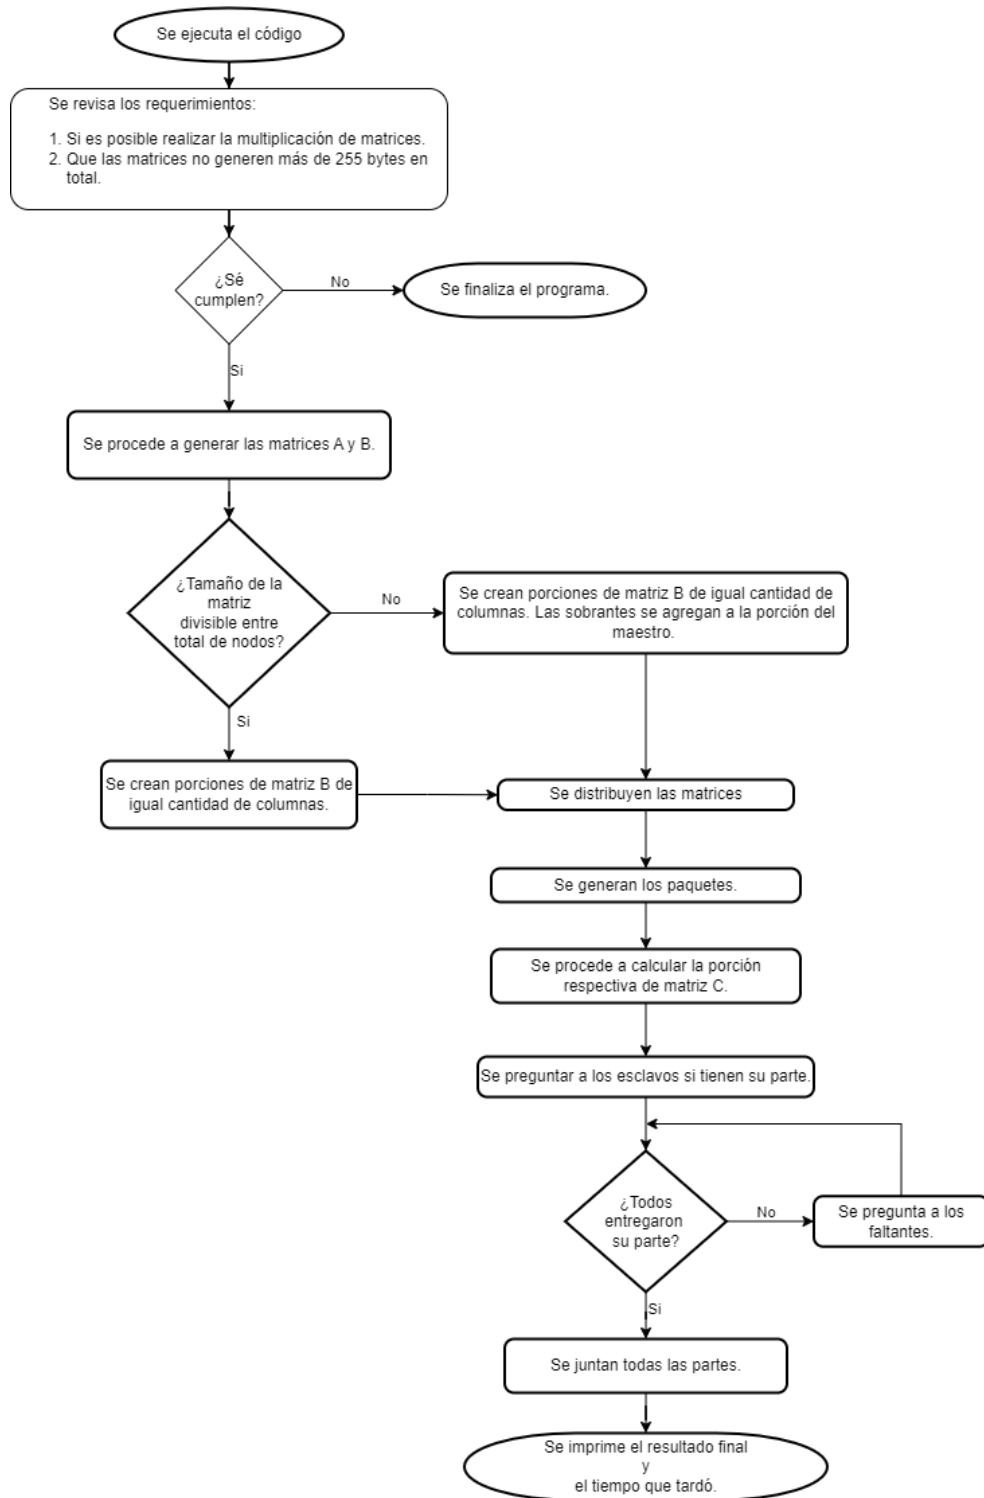 Se ejecuta el código
Se revisa los requerimientos:
1. Si es posible realizar la multiplicación de matrices.
2. Que las matrices no generen más de 255 bytes en
total.
¿Sé
cumplen?
No
Se finaliza el programa.
Si
Se procede a generar las matrices A y B.
¿Tamaño de la
matriz
divisible entre
total de nodos?
No
Se crean porciones de matriz B de igual cantidad de
columnas. Las sobrantes se agregan a la porción del
maestro.
Si
Se crean porciones de matriz B de
igual cantidad de columnas.
Se distribuyen las matrices
Se generan los paquetes.
Se procede a calcular la porción
respectiva de matriz C.
Se preguntar a los esclavos si tienen su parte.
¿Todos
entregaron
su parte?
No
Se pregunta a los
faltantes.
Si
Se juntan todas las partes.
Se imprime el resultado final
y
el tiempo que tardó.